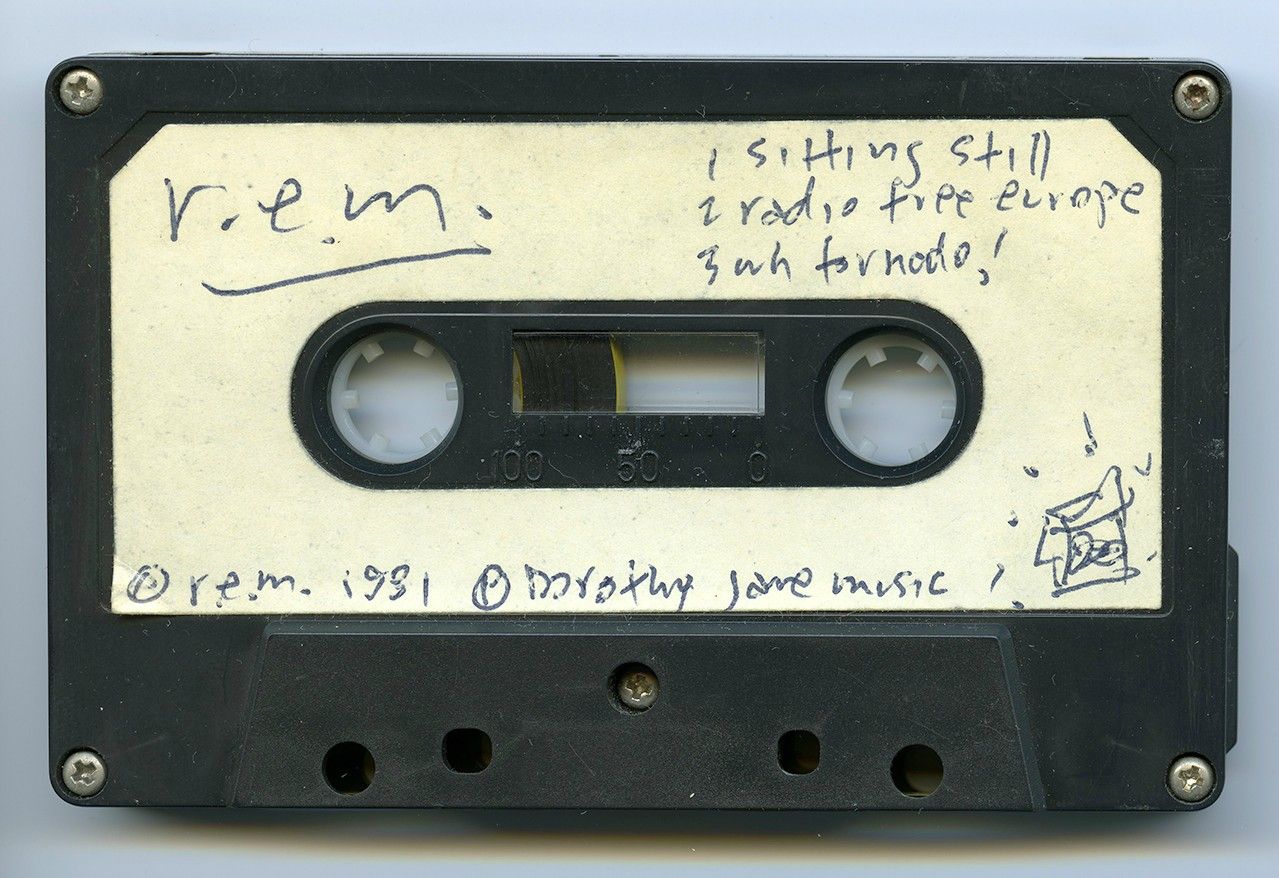 r.e.m.
1 sitting still
2 radio free europe
3 wh tornado!
100 50 0
© r.e.m. 1981 ℗ Dorothy Jane music